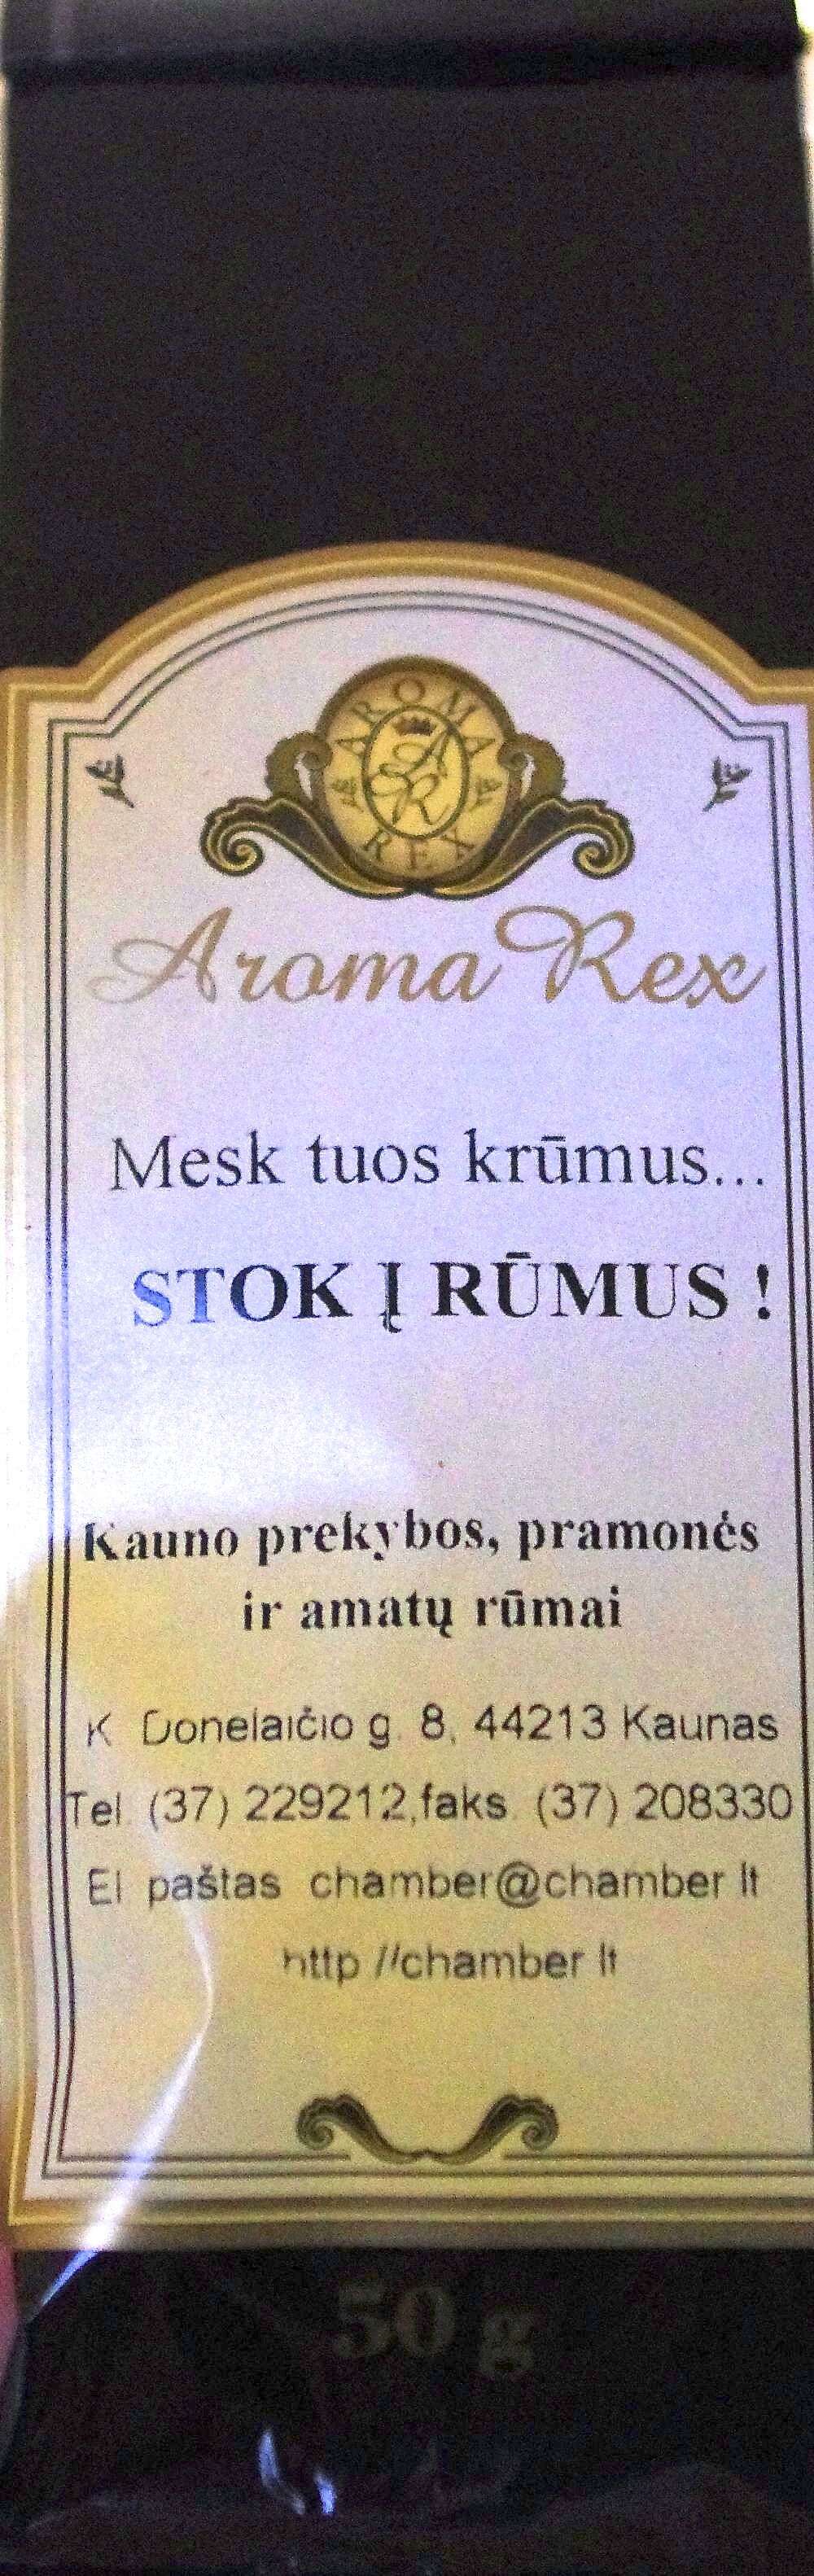 AROMA
AR
REX
Aroma Rex
Mesk tuos krūmus...
STOK Į RŪMUS !
Kauno prekybos, pramonės
ir amatų rūmai
K Donelaičio g. 8, 44213 Kaunas
Tel (37) 229212,faks (37) 208330
El paštas chamber@chamber lt
http //chamber lt
50 g